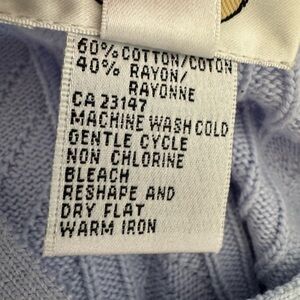 60% COTTON/COTON
40% RAYON/
RAYONNE
CA 23147
MACHINE WASH COLD
GENTLE CYCLE
NON CHLORINE
BLEACH
RESHAPE AND
DRY FLAT
WARM IRON